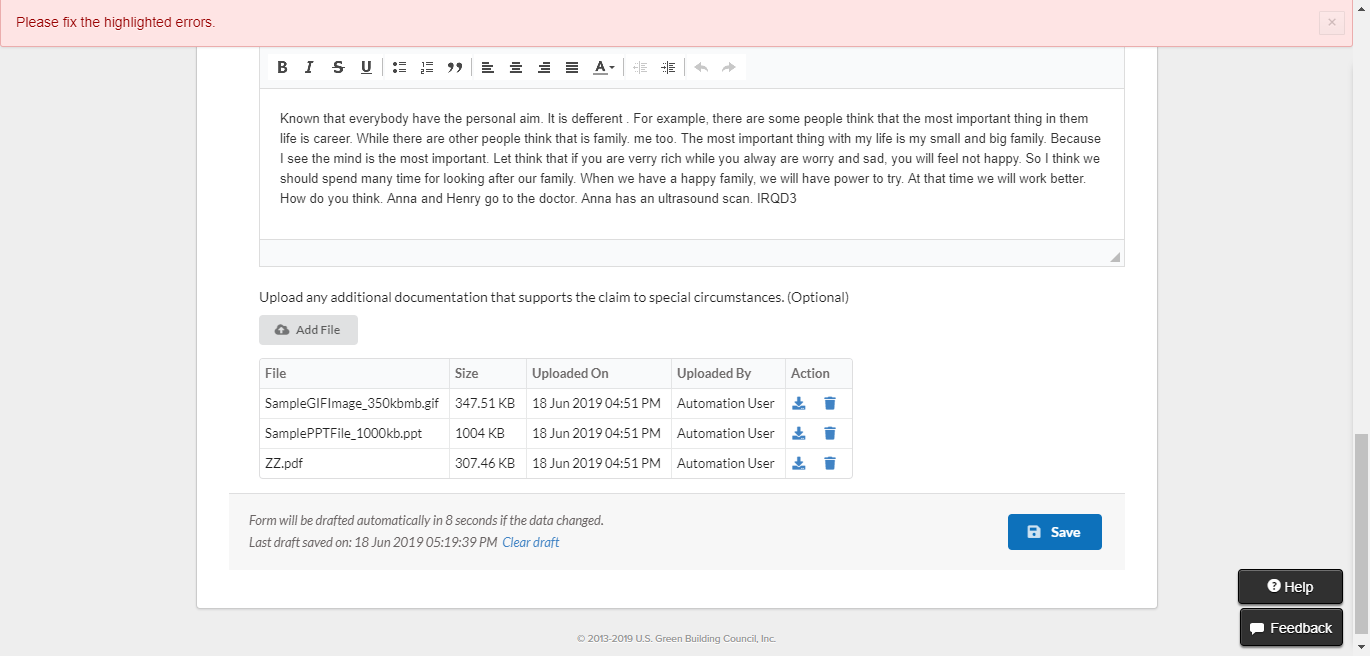 Please fix the highlighted errors.
×
B I S U A
Known that everybody have the personal aim. It is defferent . For example, there are some people think that the most important thing in them
life is career. While there are other people think that is family. me too. The most important thing with my life is my small and big family. Because
I see the mind is the most important. Let think that if you are verry rich while you alway are worry and sad, you will feel not happy. So I think we
should spend many time for looking after our family. When we have a happy family, we will have power to try. At that time we will work better.
How do you think. Anna and Henry go to the doctor. Anna has an ultrasound scan. IRQD3
Upload any additional documentation that supports the claim to special circumstances. (Optional)
Add File
File Size Uploaded On Uploaded By Action
SampleGIFImage_350kbmb.gif 347.51 KB 18 Jun 2019 04:51 PM Automation User
SamplePPTFile_1000kb.ppt 1004 KB 18 Jun 2019 04:51 PM Automation User
ZZ.pdf 307.46 KB 18 Jun 2019 04:51 PM Automation User
Form will be drafted automatically in 8 seconds if the data changed.
Last draft saved on: 18 Jun 2019 05:19:39 PM Clear draft
Save
Help
Feedback
© 2013-2019 U.S. Green Building Council, Inc.